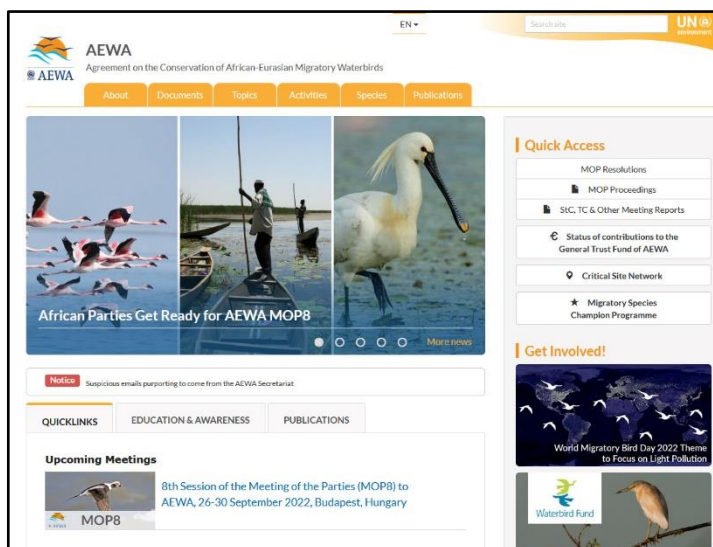 EN
Search site
UN
environment
AEWA
AEWA
Agreement on the Conservation of African-Eurasian Migratory Waterbirds
About
Documents
Topics
Activities
Species
Publications
African Parties Get Ready for AEWA MOP8
More news
Notice
Suspicious emails purporting to come from the AEWA Secretariat
QUICKLINKS
EDUCATION & AWARENESS
PUBLICATIONS
Upcoming Meetings
8th Session of the Meeting of the Parties (MOP8) to
AEWA, 26-30 September 2022, Budapest, Hungary
AEWA
MOP8
Quick Access
MOP Resolutions
MOP Proceedings
StC, TC & Other Meeting Reports
€ Status of contributions to the
General Trust Fund of AEWA
Critical Site Network
Migratory Species
Champion Programme
Get Involved!
World Migratory Bird Day 2022 Theme
to Focus on Light Pollution
Waterbird Fund